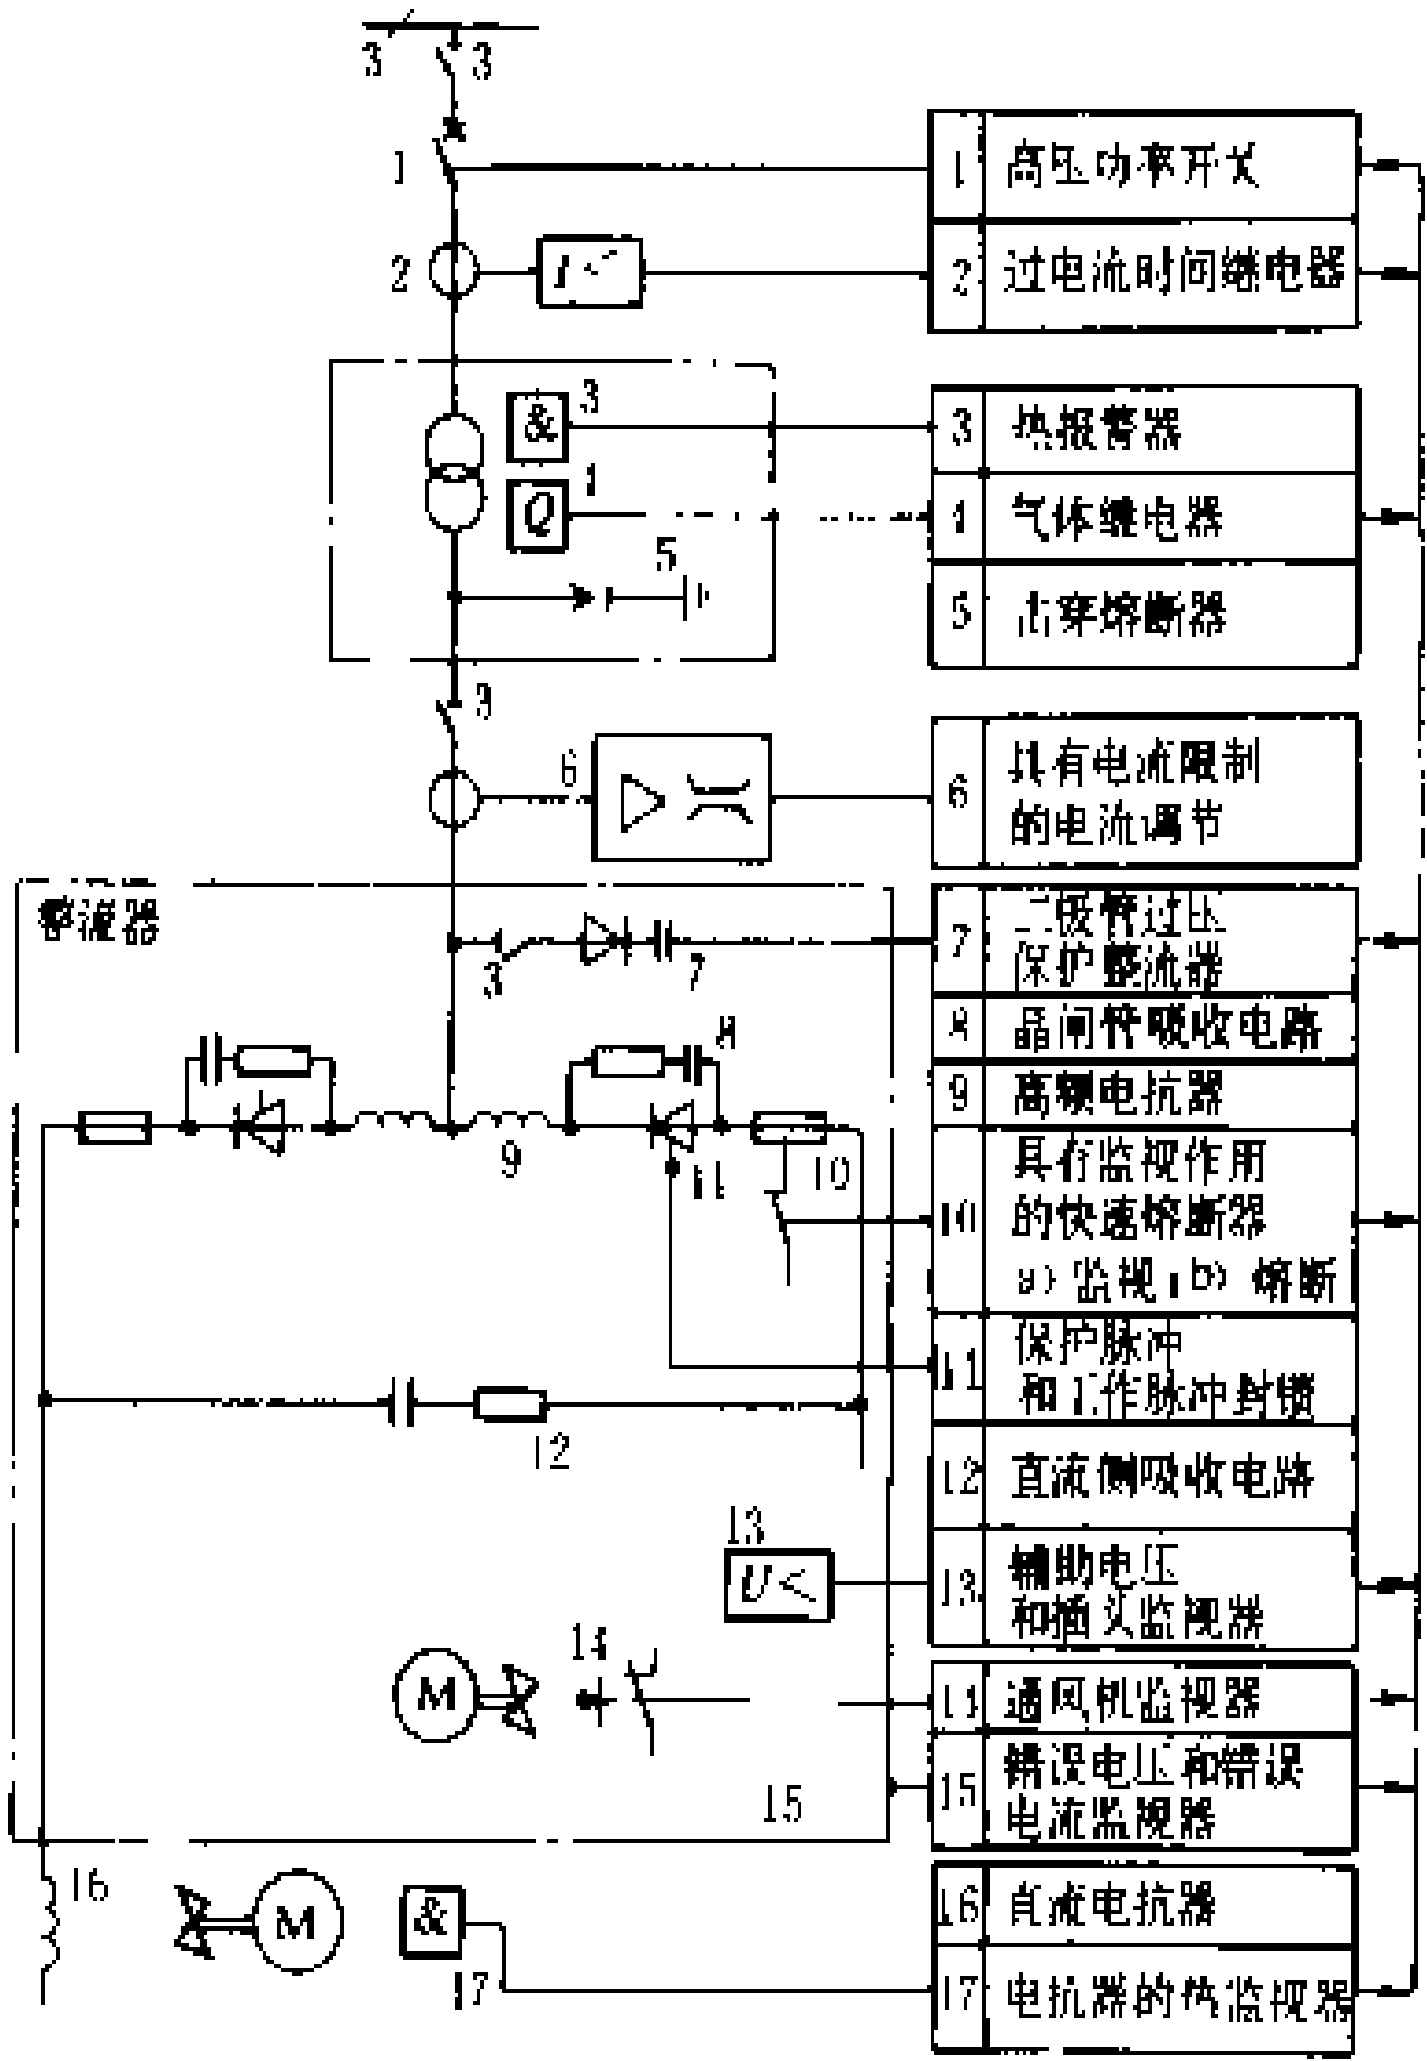 3 3
1
1 高压功率开关
2
I <
2 过电流时间继电器
3
&
3 热报警器
1
Q
4 气体继电器
5
5 击穿熔断器
3
6
6 具有电流限制
的电流调节
整流器
3
7
7 二极管过压
保护整流器
8
8 晶闸管吸收电路
9
9 高频电抗器
11
10
10 具有监视作用
的快速熔断器
a) 监视; b) 熔断
11 保护脉冲
和工作脉冲封锁
12
12 直流侧吸收电路
13
U<
13 辅助电压
和插头监视器
M
14
14 通风机监视器
15
15 错误电压和错误
电流监视器
16
M
&
16 直流电抗器
17
17 电抗器的热监视器